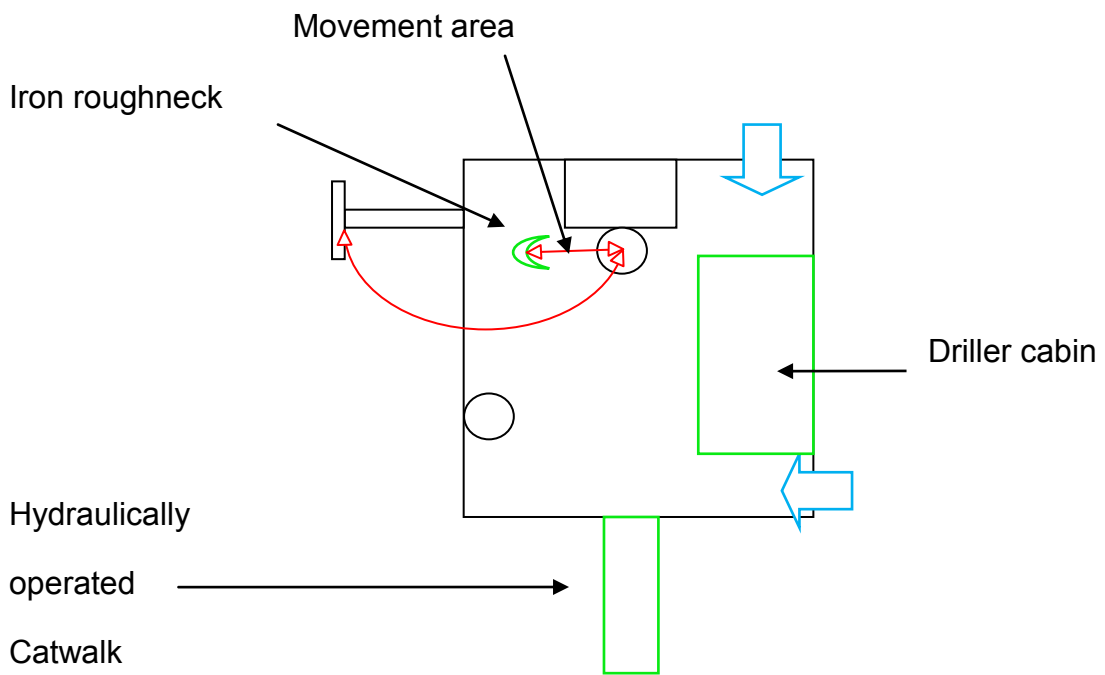 Movement area
Iron roughneck
Driller cabin
Hydraulically
operated
Catwalk